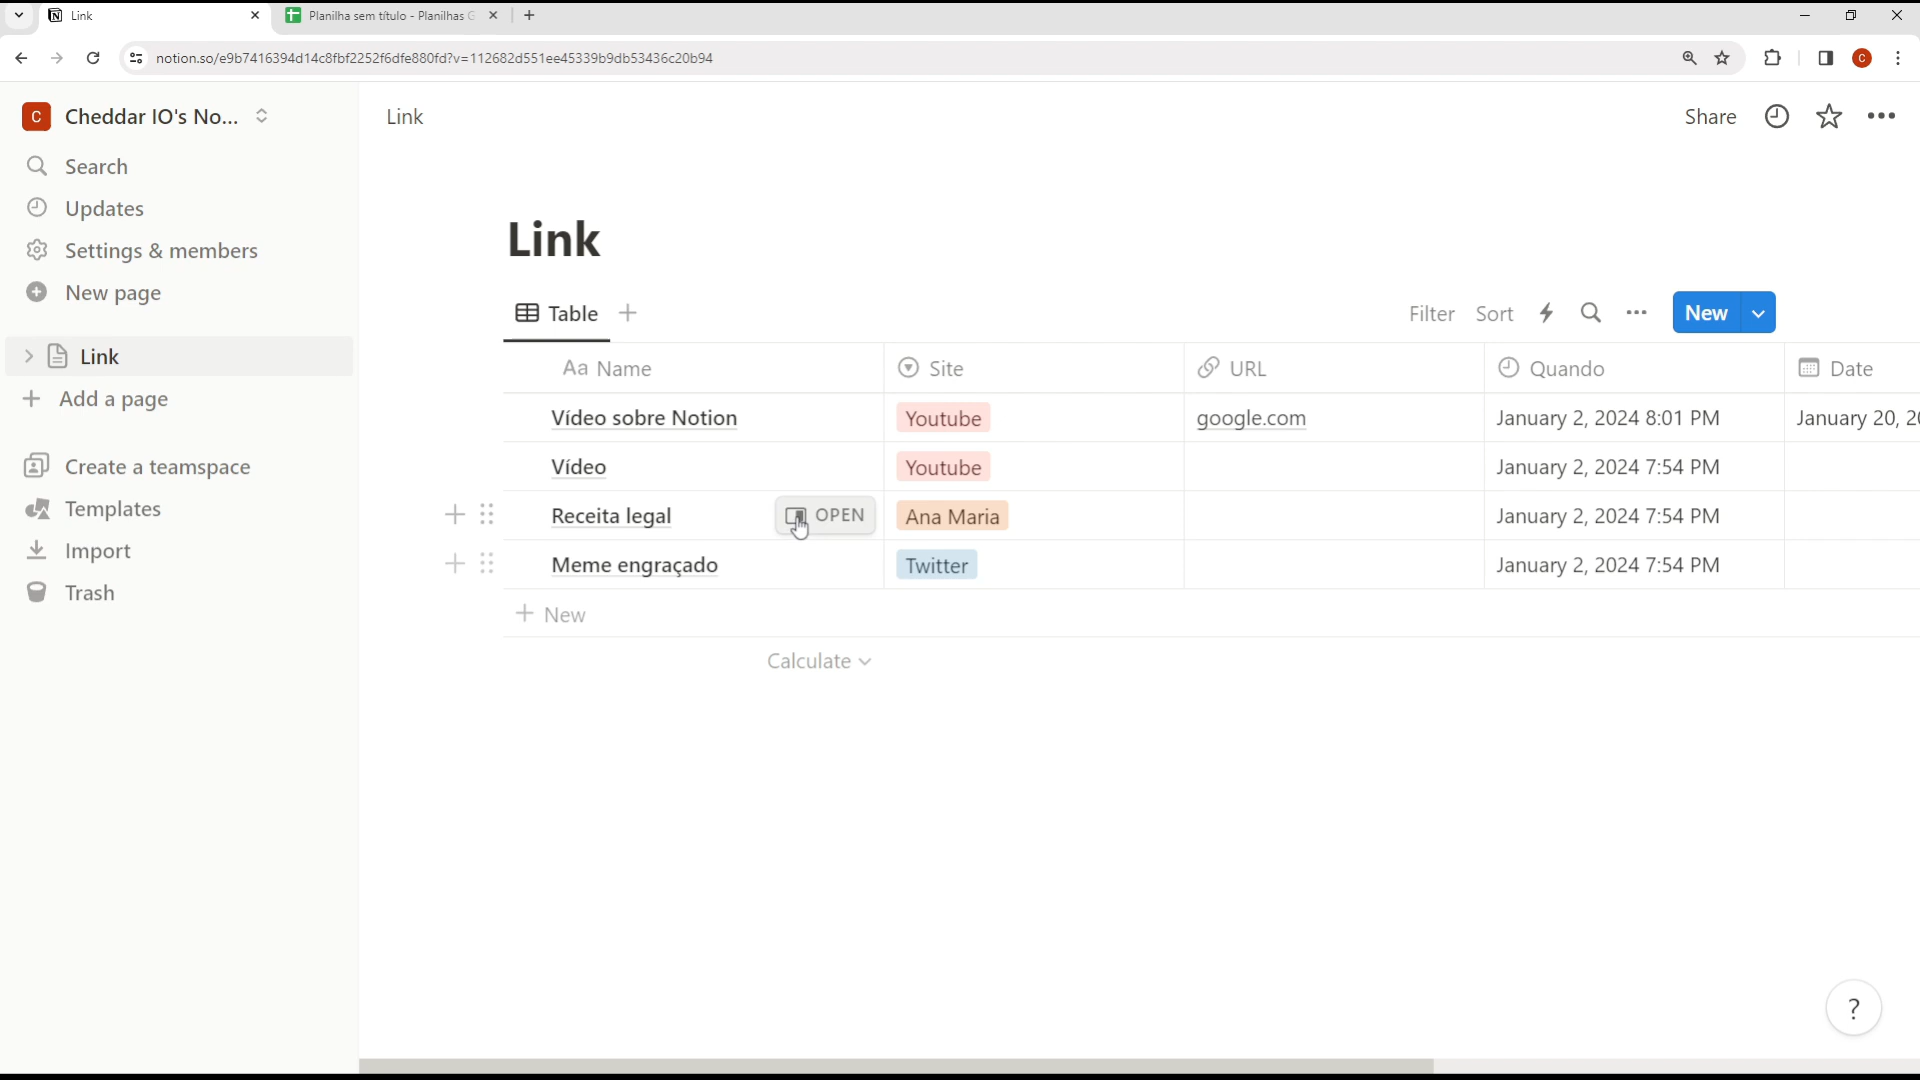 Link
Planilha sem título - Planilhas G
notion.so/e9b7416394d14c8fbf2252f6dfe880fd?v=112682d551ee45339b9db53436c20b94
C
C Cheddar IO's No...
Search
Updates
Settings & members
New page
Link
Add a page
Create a teamspace
Templates
Import
Trash
Link
Share
Link
Table
Filter Sort New
Aa Name Site URL Quando Date
Vídeo sobre Notion Youtube google.com January 2, 2024 8:01 PM January 20, 20
Vídeo Youtube January 2, 2024 7:54 PM
Receita legal OPEN Ana Maria January 2, 2024 7:54 PM
Meme engraçado Twitter January 2, 2024 7:54 PM
+ New
Calculate
?